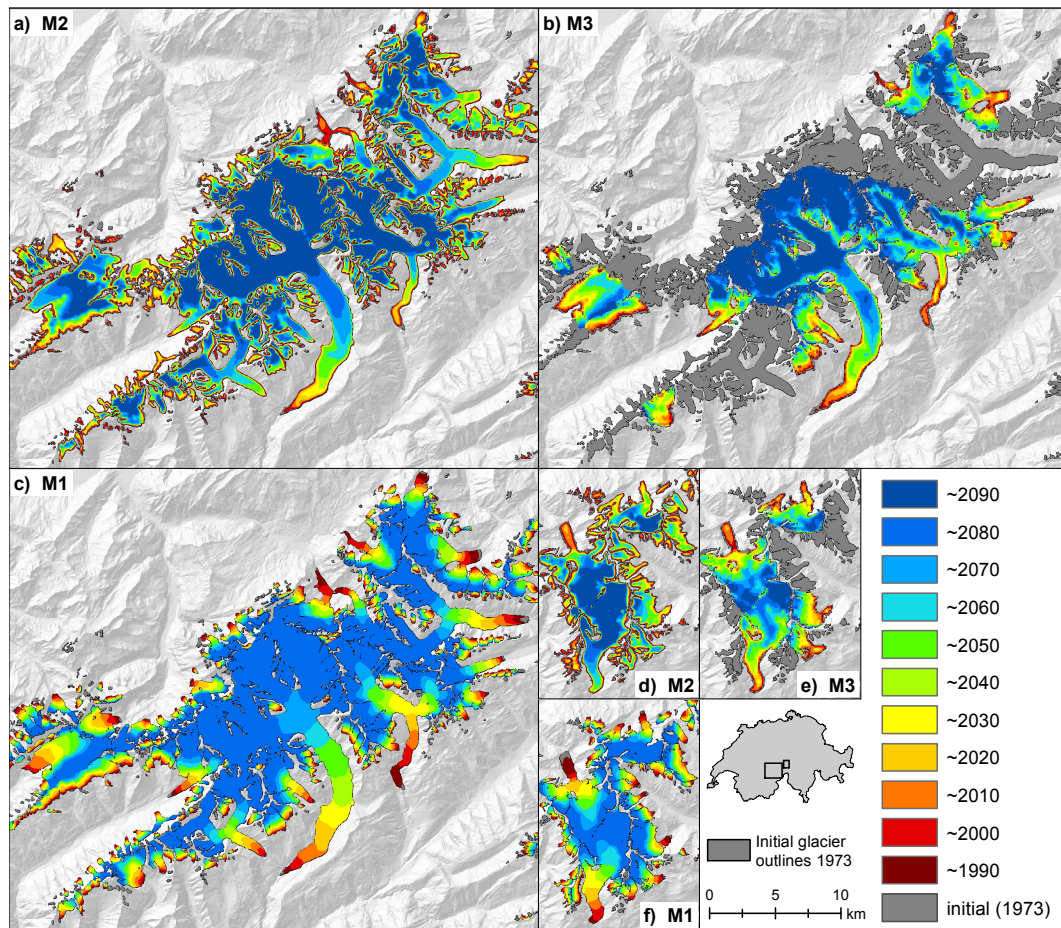 a) M2
b) M3
c) M1
d) M2
e) M3
f) M1
~2090
~2080
~2070
~2060
~2050
~2040
~2030
~2020
~2010
~2000
~1990
initial (1973)
Initial glacier
outlines 1973
0 5 10
km